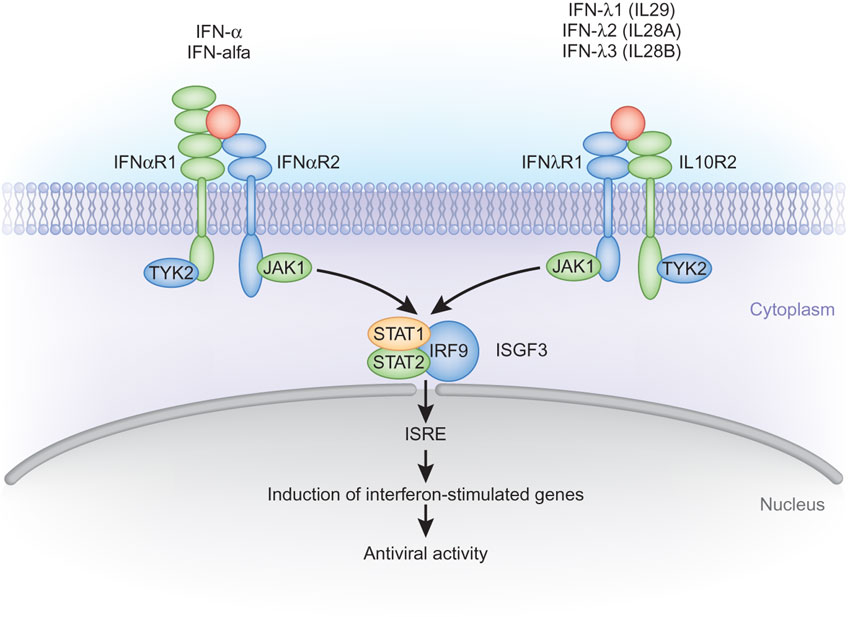 IFN-α
IFN-alfa
IFN-λ1 (IL29)
IFN-λ2 (IL28A)
IFN-λ3 (IL28B)
IFNαR1
IFNαR2
IFNλR1
IL10R2
TYK2
JAK1
JAK1
TYK2
Cytoplasm
STAT1
STAT2
IRF9
ISGF3
ISRE
Induction of interferon-stimulated genes
Nucleus
Antiviral activity